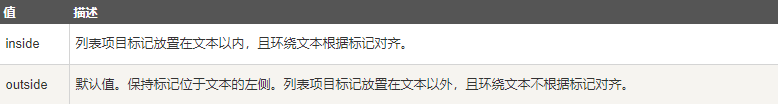 值 描述
inside 列表项目标记放置在文本以内，且环绕文本根据标记对齐。
outside 默认值。保持标记位于文本的左侧。列表项目标记放置在文本以外，且环绕文本不根据标记对齐。